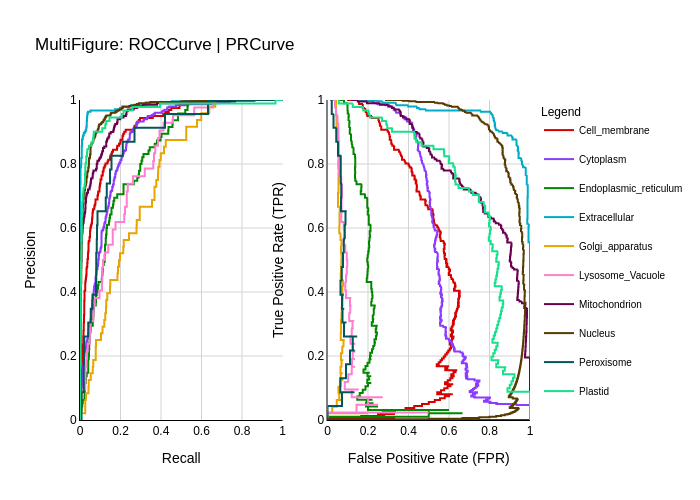 MultiFigure: ROCCurve | PRCurve
Precision
1
0.8
0.6
0.4
0.2
0
0 0.2 0.4 0.6 0.8 1
Recall
True Positive Rate (TPR)
1
0.8
0.6
0.4
0.2
0
0 0.2 0.4 0.6 0.8 1
False Positive Rate (FPR)
Legend
Cell_membrane
Cytoplasm
Endoplasmic_reticulum
Extracellular
Golgi_apparatus
Lysosome_Vacuole
Mitochondrion
Nucleus
Peroxisome
Plastid